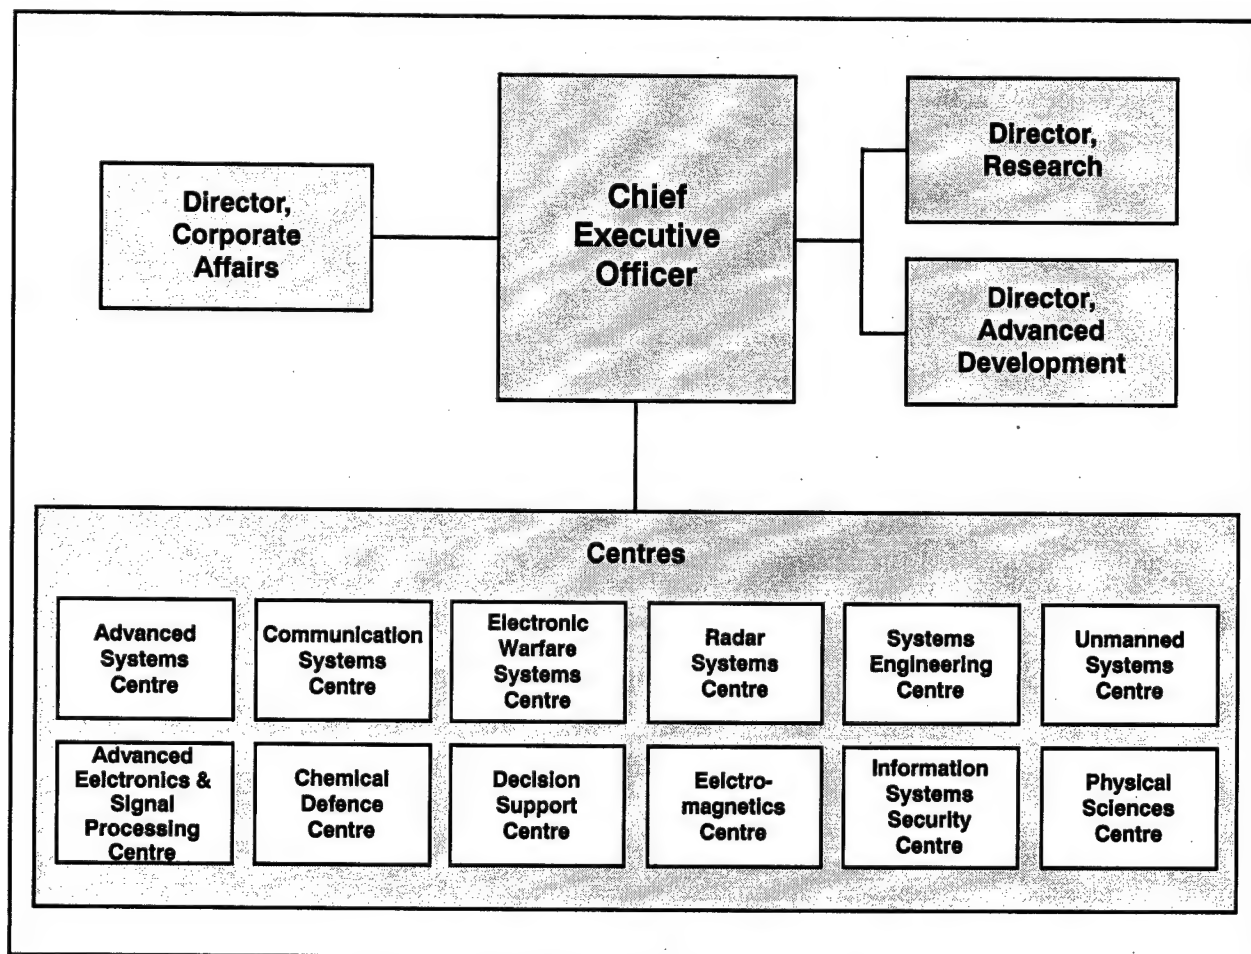 Director,
Corporate
Affairs
Chief
Executive
Officer
Director,
Research
Director,
Advanced
Development
Centres
Advanced
Systems
Centre
Communication
Systems
Centre
Electronic
Warfare
Systems
Centre
Radar
Systems
Centre
Systems
Engineering
Centre
Unmanned
Systems
Centre
Advanced
Eelctronics &
Signal
Processing
Centre
Chemical
Defence
Centre
Decision
Support
Centre
Eelctro-
magnetics
Centre
Information
Systems
Security
Centre
Physical
Sciences
Centre